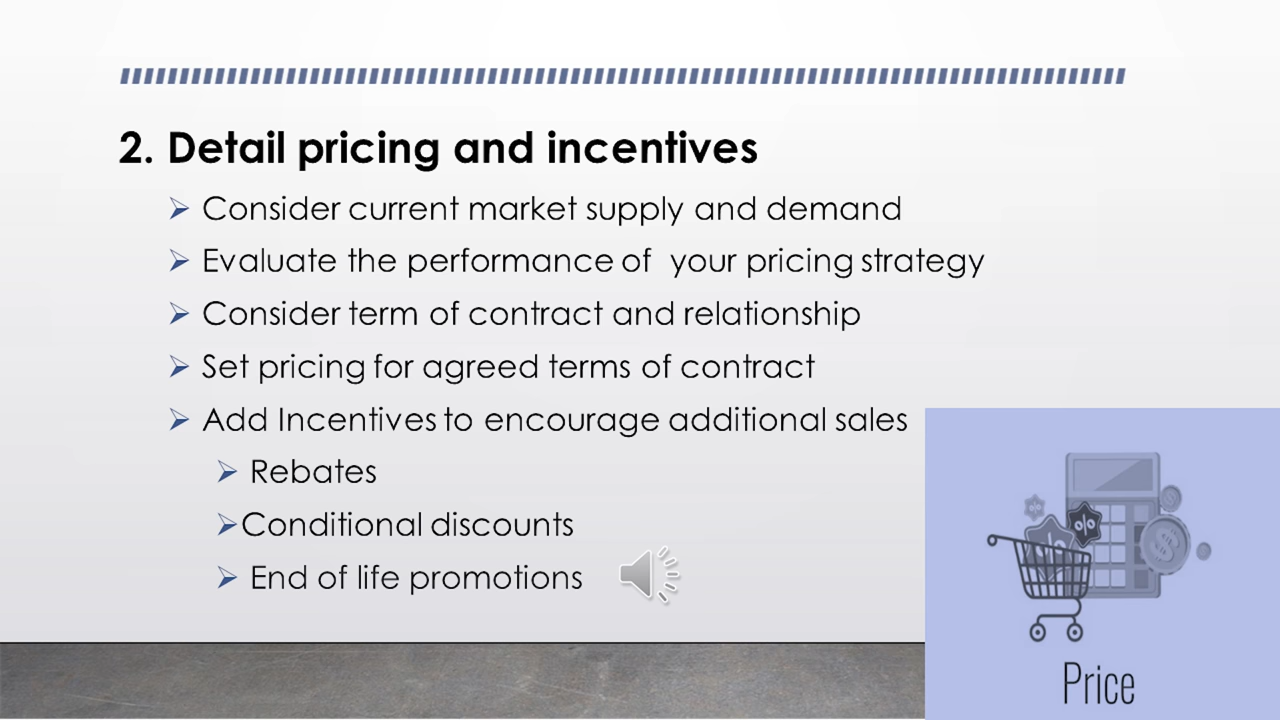 2. Detail pricing and incentives
➢ Consider current market supply and demand
➢ Evaluate the performance of  your pricing strategy
➢ Consider term of contract and relationship
➢ Set pricing for agreed terms of contract
➢ Add Incentives to encourage additional sales
➢ Rebates
➢Conditional discounts
➢ End of life promotions
%
%
$
Price